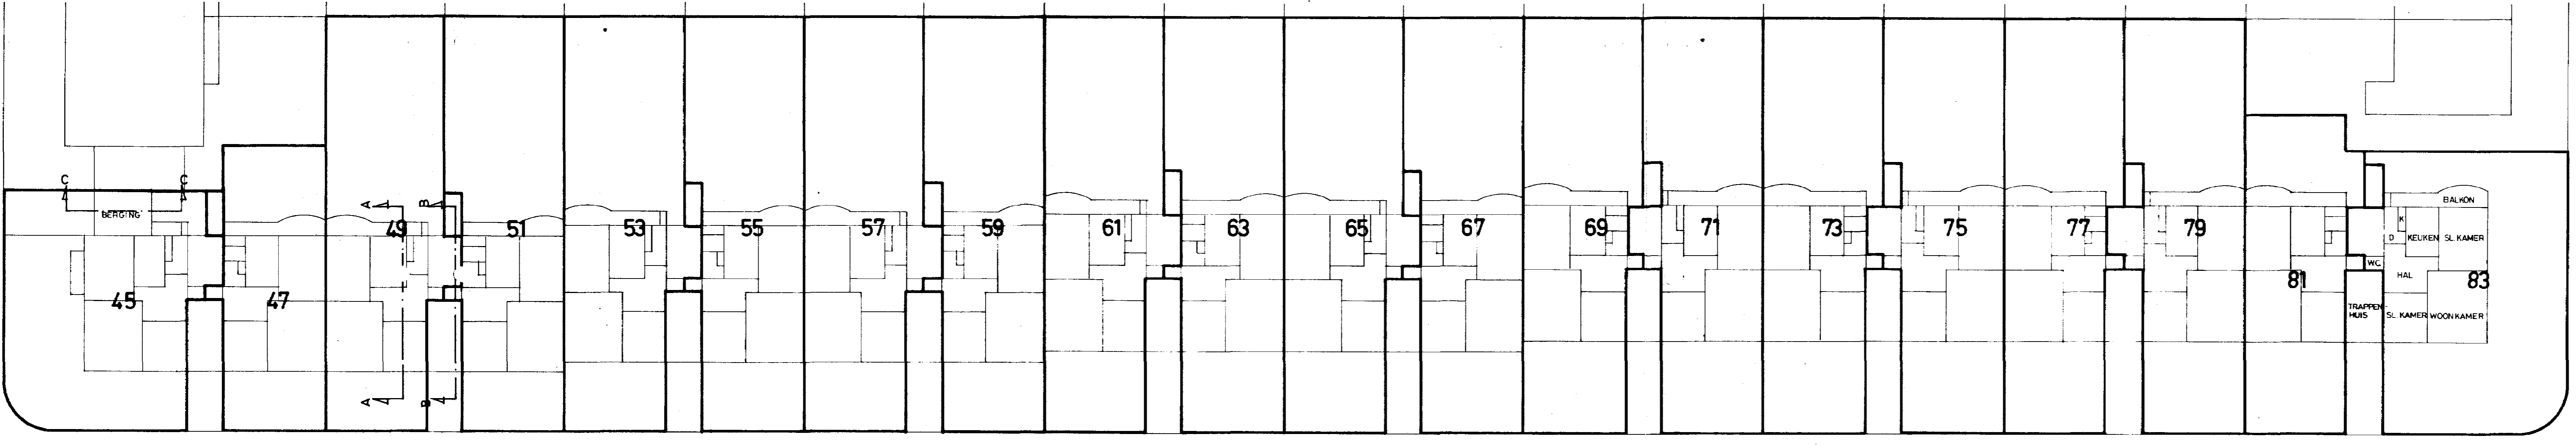 C C
BERGING
A B
49 51 53 55 57 59 61 63 65 67 69 71 73 75 77 79
BALKON
K
D KEUKEN SL. KAMER
W.C.
HAL
45 47 81 83
TRAPPEN-
HUIS
SL. KAMER WOONKAMER
A B